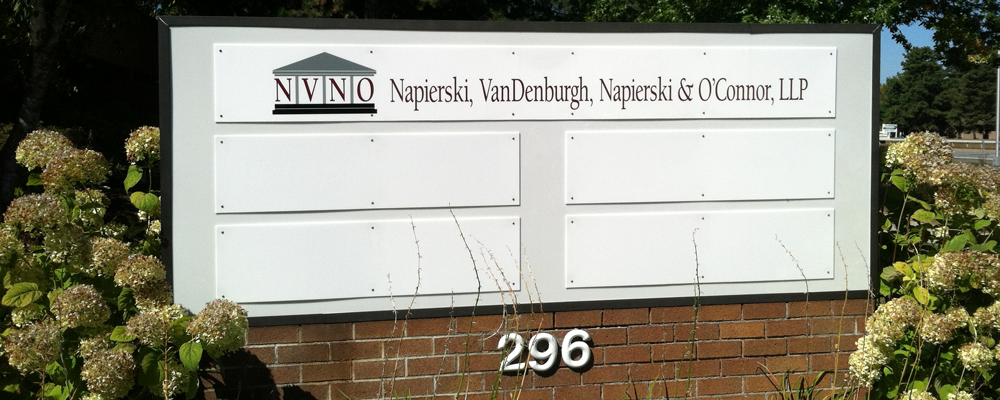 NVNO Napierski, VanDenburgh, Napierski & O'Connor, LLP
296